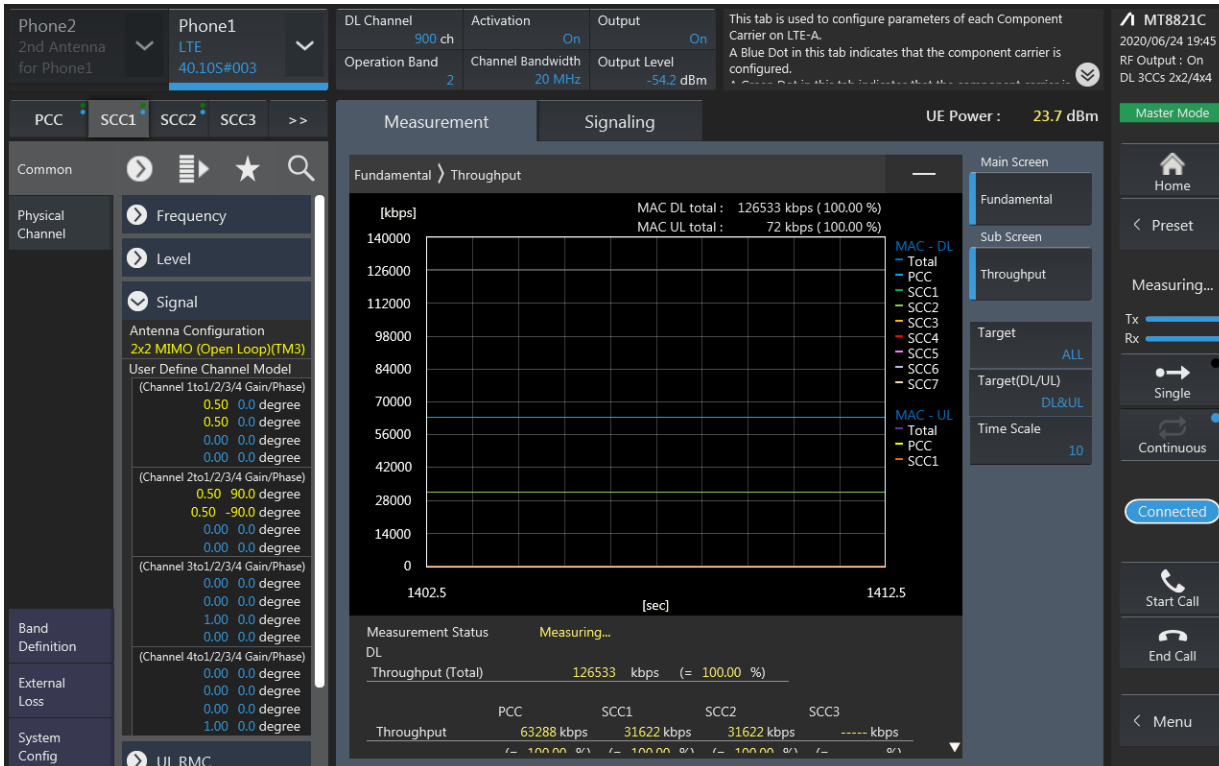 Phone2
2nd Antenna
for Phone1
Phone1
LTE
40.10S#003
DL Channel
900 ch
Activation
On
Output
On
Operation Band
2
Channel Bandwidth
20 MHz
Output Level
-54.2 dBm
This tab is used to configure parameters of each Component
Carrier on LTE-A.
A Blue Dot in this tab indicates that the component carrier is
configured.
MT8821C
2020/06/24 19:45
RF Output : On
DL 3CCs 2x2/4x4
Master Mode
PCC SCC1 SCC2 SCC3 >>
Measurement
Signaling
UE Power : 23.7 dBm
Common
Physical
Channel
Frequency
Level
Signal
Antenna Configuration
2x2 MIMO (Open Loop)(TM3)
User Define Channel Model
(Channel 1to1/2/3/4 Gain/Phase)
0.50 0.0 degree
0.50 0.0 degree
0.00 0.0 degree
0.00 0.0 degree
(Channel 2to1/2/3/4 Gain/Phase)
0.50 90.0 degree
0.50 -90.0 degree
0.00 0.0 degree
0.00 0.0 degree
(Channel 3to1/2/3/4 Gain/Phase)
0.00 0.0 degree
0.00 0.0 degree
1.00 0.0 degree
0.00 0.0 degree
(Channel 4to1/2/3/4 Gain/Phase)
0.00 0.0 degree
0.00 0.0 degree
0.00 0.0 degree
1.00 0.0 degree
UL RMC
Band
Definition
External
Loss
System
Config
Fundamental 〉 Throughput
[kbps]
MAC DL total : 126533 kbps ( 100.00 %)
MAC UL total : 72 kbps ( 100.00 %)
140000
126000
112000
98000
84000
70000
56000
42000
28000
14000
0
1402.5
1412.5
[sec]
MAC - DL
Total
PCC
SCC1
SCC2
SCC3
SCC4
SCC5
SCC6
SCC7
MAC - UL
Total
PCC
SCC1
Measurement Status Measuring...
DL
Throughput (Total) 126533 kbps (= 100.00 %)
PCC SCC1 SCC2 SCC3
Throughput 63288 kbps 31622 kbps 31622 kbps ----- kbps
(= 100.00 %) (= 100.00 %) (= 100.00 %) (= %)
Main Screen
Fundamental
Sub Screen
Throughput
Target
ALL
Target(DL/UL)
DL&UL
Time Scale
10
Home
< Preset
Measuring...
Tx
Rx
Single
Continuous
Connected
Start Call
End Call
< Menu